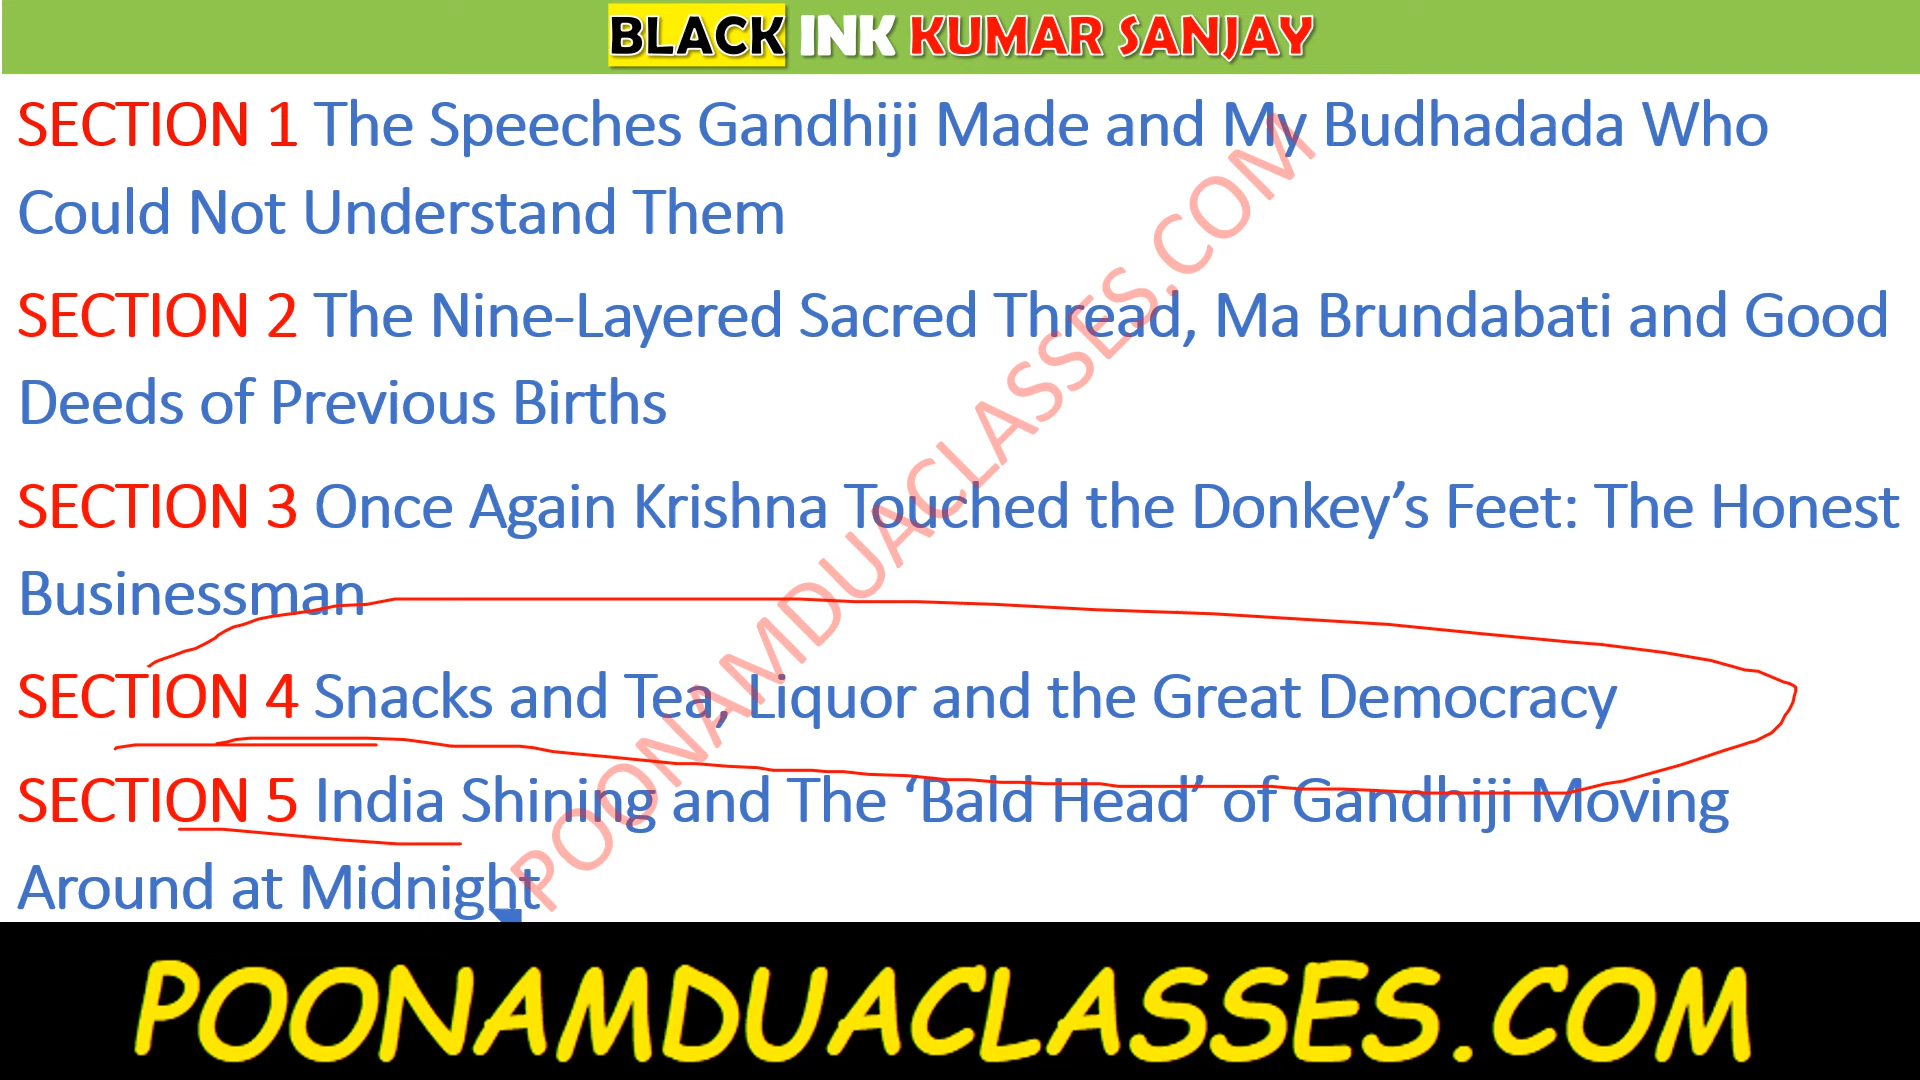 BLACK INK KUMAR SANJAY
SECTION 1 The Speeches Gandhiji Made and My Budhadada Who
Could Not Understand Them
SECTION 2 The Nine-Layered Sacred Thread, Ma Brundabati and Good
Deeds of Previous Births
SECTION 3 Once Again Krishna Touched the Donkey’s Feet: The Honest
Businessman
SECTION 4 Snacks and Tea, Liquor and the Great Democracy
SECTION 5 India Shining and The ‘Bald Head’ of Gandhiji Moving
Around at Midnight
POONAMDUACLASSES.COM
POONAMDUACLASSES.COM